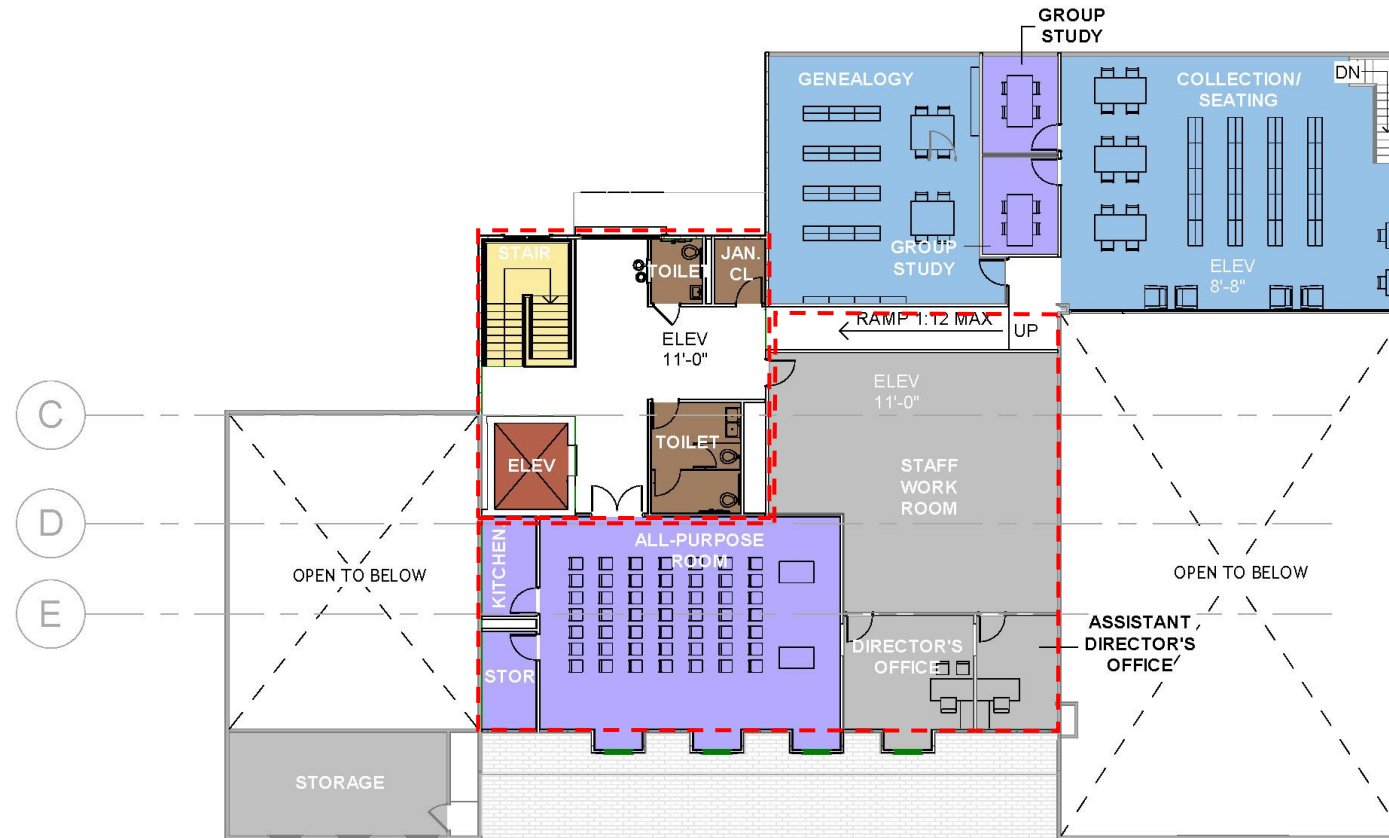 GROUP
STUDY
GENEALOGY
COLLECTION/
SEATING
DN
GROUP
STUDY
ELEV
8'-8"
STAIR
TOILET
JAN.
CL
RAMP 1:12 MAX
UP
ELEV
11'-0"
ELEV
11'-0"
C
TOILET
ELEV
STAFF
WORK
ROOM
D
KITCHEN
ALL-PURPOSE
ROOM
OPEN TO BELOW
OPEN TO BELOW
E
ASSISTANT
DIRECTOR'S
OFFICE
DIRECTOR'S
OFFICE
STOR
STORAGE